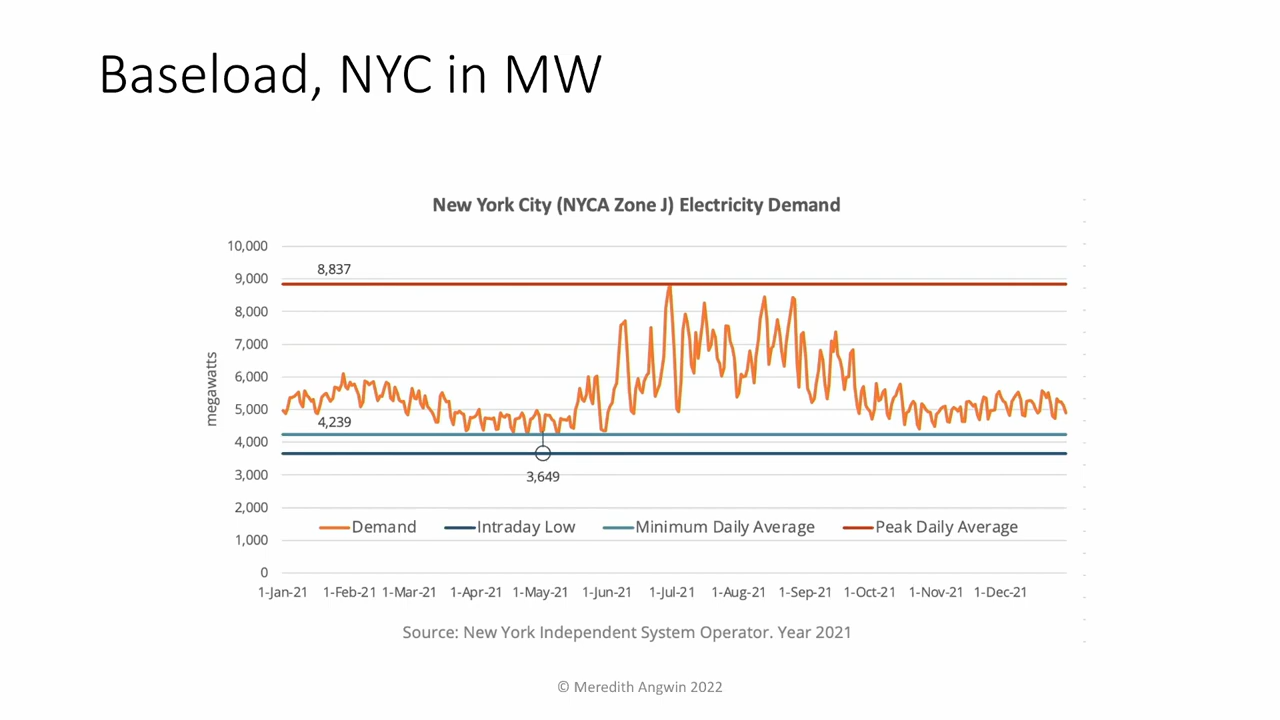 Baseload, NYC in MW
New York City (NYCA Zone J) Electricity Demand
megawatts
10,000
9,000
8,000
7,000
6,000
5,000
4,000
3,000
2,000
1,000
0
8,837
4,239
3,649
Demand Intraday Low Minimum Daily Average Peak Daily Average
1-Jan-21 1-Feb-21 1-Mar-21 1-Apr-21 1-May-21 1-Jun-21 1-Jul-21 1-Aug-21 1-Sep-21 1-Oct-21 1-Nov-21 1-Dec-21
Source: New York Independent System Operator. Year 2021
© Meredith Angwin 2022